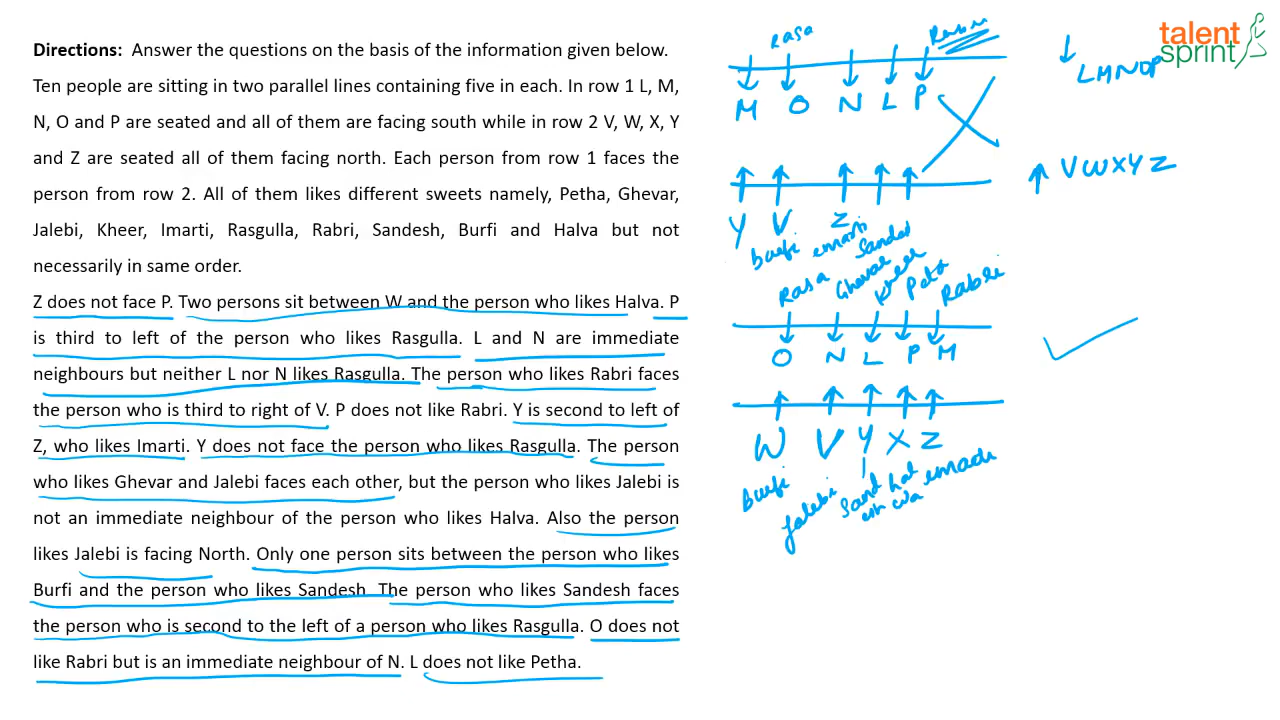 Directions: Answer the questions on the basis of the information given below.
Ten people are sitting in two parallel lines containing five in each. In row 1 L, M,
N, O and P are seated and all of them are facing south while in row 2 V, W, X, Y
and Z are seated all of them facing north. Each person from row 1 faces the
person from row 2. All of them likes different sweets namely, Petha, Ghevar,
Jalebi, Kheer, Imarti, Rasgulla, Rabri, Sandesh, Burfi and Halva but not
necessarily in same order.
Z does not face P. Two persons sit between W and the person who likes Halva. P
is third to left of the person who likes Rasgulla. L and N are immediate
neighbours but neither L nor N likes Rasgulla. The person who likes Rabri faces
the person who is third to right of V. P does not like Rabri. Y is second to left of
Z, who likes Imarti. Y does not face the person who likes Rasgulla. The person
who likes Ghevar and Jalebi faces each other, but the person who likes Jalebi is
not an immediate neighbour of the person who likes Halva. Also the person
likes Jalebi is facing North. Only one person sits between the person who likes
Burfi and the person who likes Sandesh. The person who likes Sandesh faces
the person who is second to the left of a person who likes Rasgulla. O does not
like Rabri but is an immediate neighbour of N. L does not like Petha.
talent
sprint
Rasa
M O N L P
LMNOP
VWXYZ
Y V Z
Burfi
Rasa
O N L P M
W V Y X Z
Burfi Jalebi